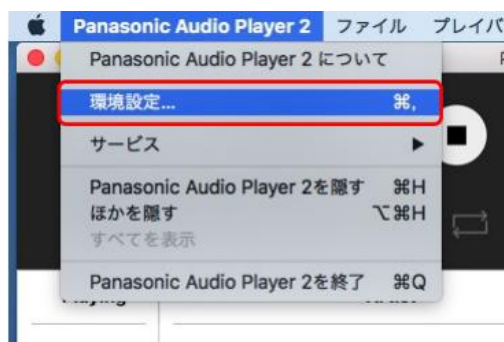 Panasonic Audio Player 2 ファイル プレイバ
Panasonic Audio Player 2 について
環境設定... ⌘,
サービス ▶
Panasonic Audio Player 2を隠す ⌘H
ほかを隠す ⌥⌘H
すべてを表示
Panasonic Audio Player 2を終了 ⌘Q